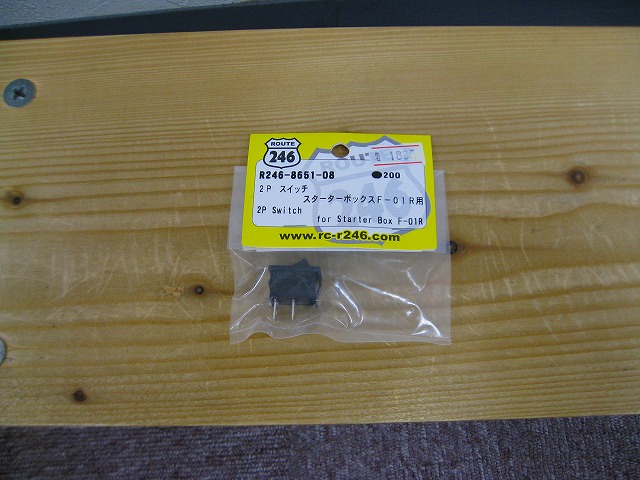 ROUTE
246
R246-8651-08 ●200
2P スイッチ
スターターボックスF-01R用
2P Switch
for Starter Box F-01R
www.rc-r246.com